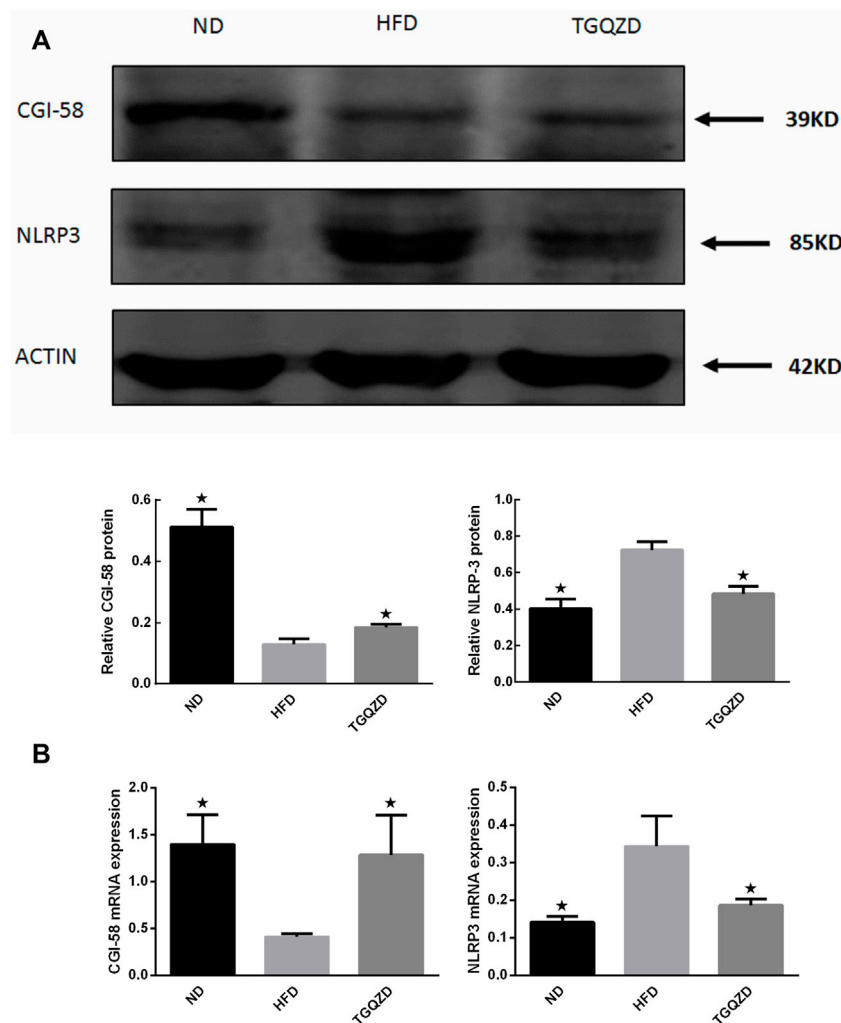 A
ND HFD TGQZD
CGI-58
39KD
NLRP3
85KD
ACTIN
42KD
Relative CGI-58 protein
0.6
0.4
0.2
0.0
★
★
ND
HFD
TGQZD
Relative NLRP-3 protein
1.0
0.8
0.6
0.4
0.2
0.0
★
★
ND
HFD
TGQZD
B
CGI-58 mRNA expression
2.0
1.5
1.0
0.5
0.0
★
★
ND
HFD
TGQZD
NLRP3 mRNA expression
0.5
0.4
0.3
0.2
0.1
0.0
★
★
ND
HFD
TGQZD